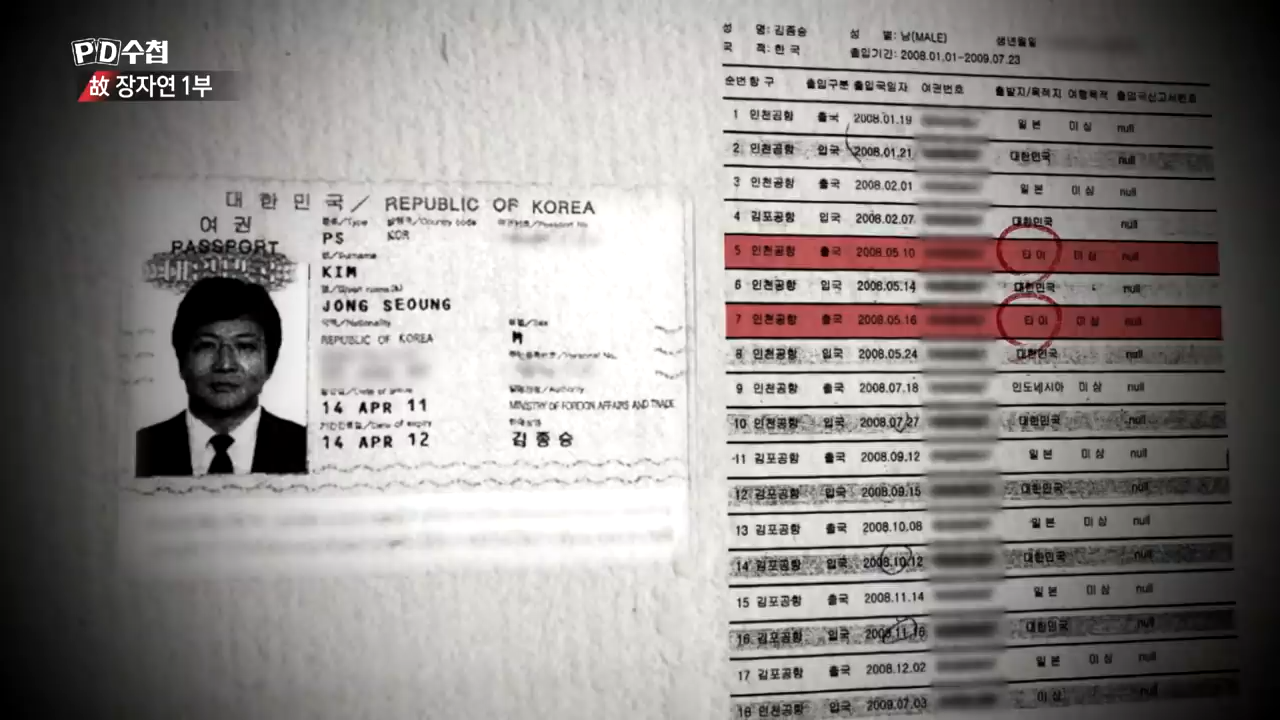 PD수첩
故 장자연 1부
대 한 민 국 / REPUBLIC OF KOREA
여 권
PASSPORT
PS KOR
KIM
JONG SEOUNG
REPUBLIC OF KOREA M
14 APR 11 MINISTRY OF FOREIGN AFFAIRS AND TRADE
14 APR 12 김 종 승
성 명: 김종승 성 별: 남(MALE) 생년월일
국 적: 한 국 출입기간: 2008.01.01-2009.07.23
순번 항 구 출입구분 출입국일자 여권번호 출발지/목적지 여행목적 출입국신고서번호
1 인천공항 출국 2008.01.19 일 본 미 상 null
2 인천공항 입국 2008.01.21 대한민국 null
3 인천공항 출국 2008.02.01 일 본 미 상 null
4 김포공항 입국 2008.02.07 대한민국 null
5 인천공항 출국 2008.05.10 타 이 미 상 null
6 인천공항 입국 2008.05.14 대한민국 null
7 인천공항 출국 2008.05.16 타 이 미 상 null
8 인천공항 입국 2008.05.24 대한민국 null
9 인천공항 출국 2008.07.18 인도네시아 미 상 null
10 인천공항 입국 2008.07.27 대한민국 null
11 김포공항 출국 2008.09.12 일 본 미 상 null
12 김포공항 입국 2008.09.15 대한민국 null
13 김포공항 출국 2008.10.08 일 본 미 상 null
14 김포공항 입국 2008.10.12 대한민국 null
15 김포공항 출국 2008.11.14 일 본 미 상 null
16 김포공항 입국 2008.11.16 대한민국 null
17 김포공항 출국 2008.12.02 일 본 미 상 null
18 인천공항 입국 2009.07.03 미 상 null